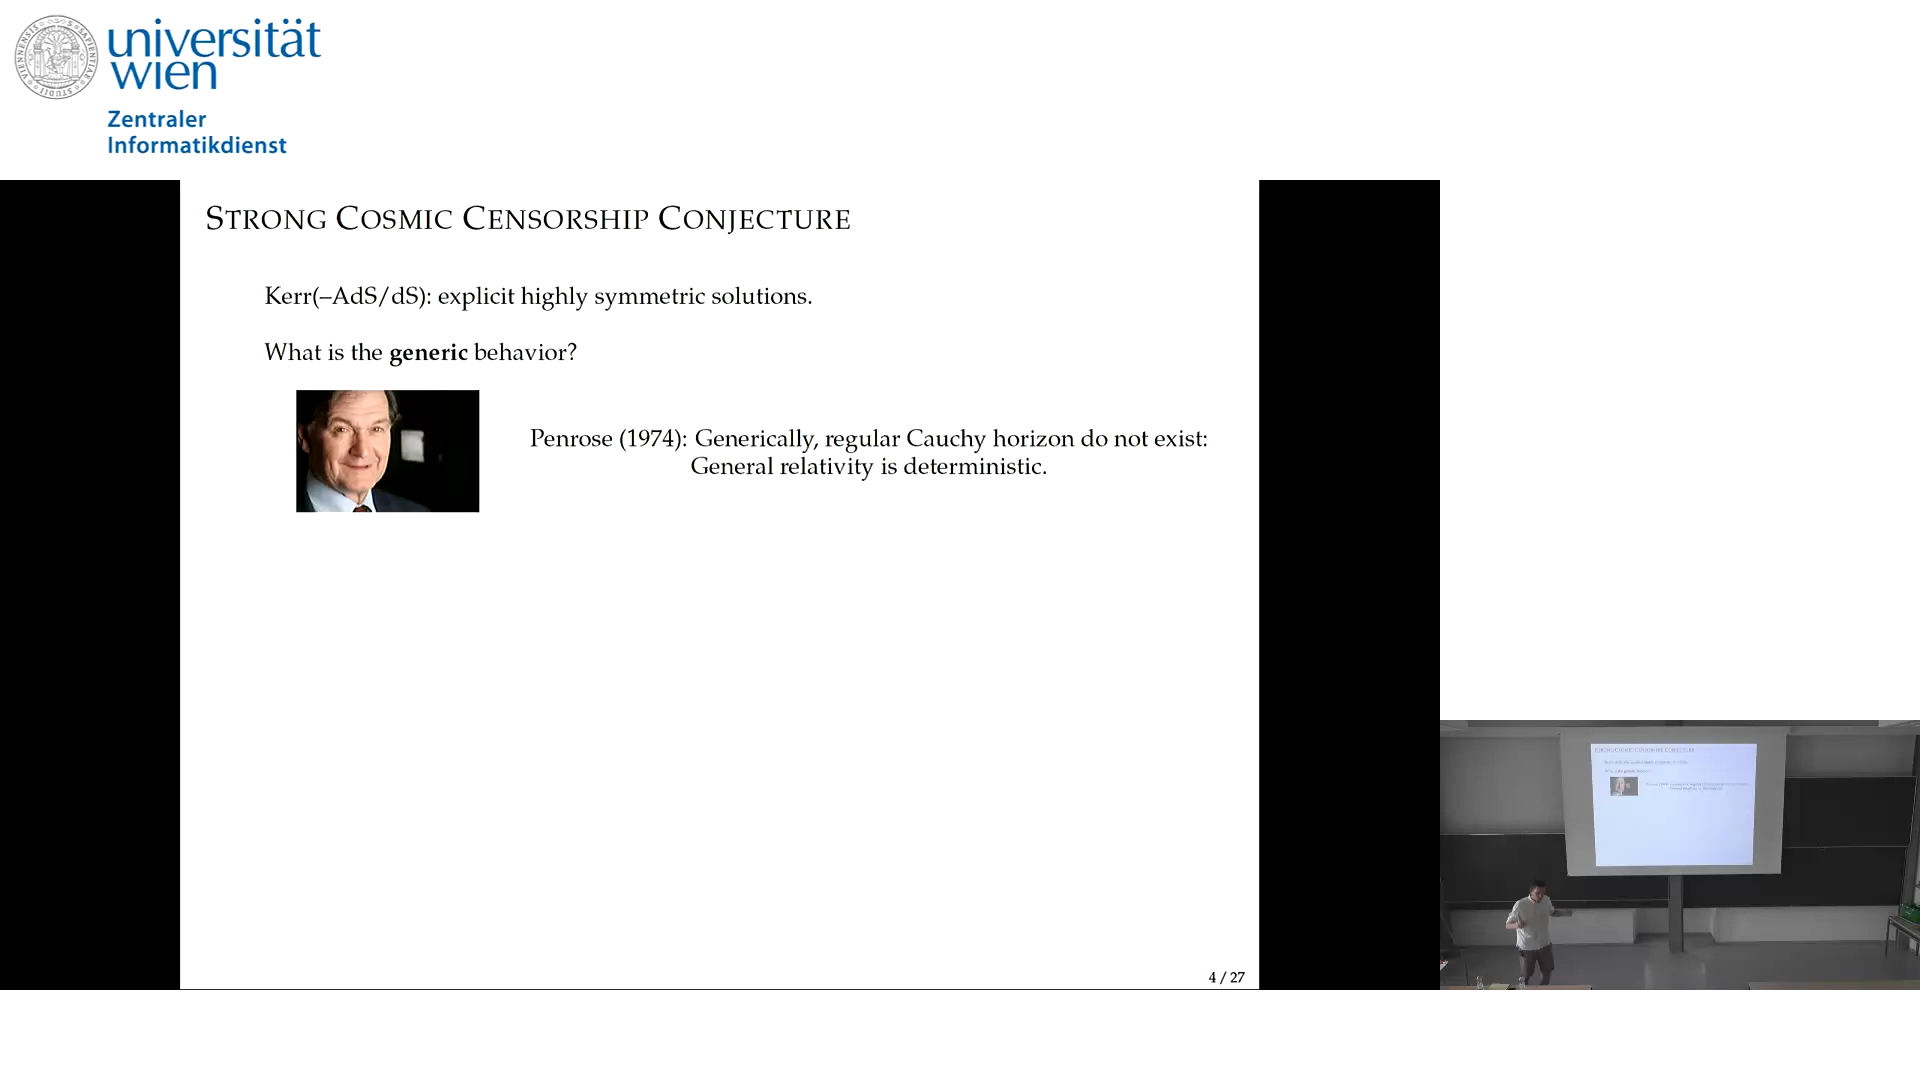 universität
wien
Zentraler
Informatikdienst
STRONG COSMIC CENSORSHIP CONJECTURE
Kerr(–AdS/dS): explicit highly symmetric solutions.
What is the generic behavior?
Penrose (1974): Generically, regular Cauchy horizon do not exist:
General relativity is deterministic.
4 / 27